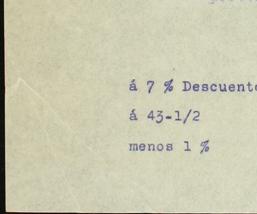 á 7 % Descuento
á 43-1/2
menos 1 %